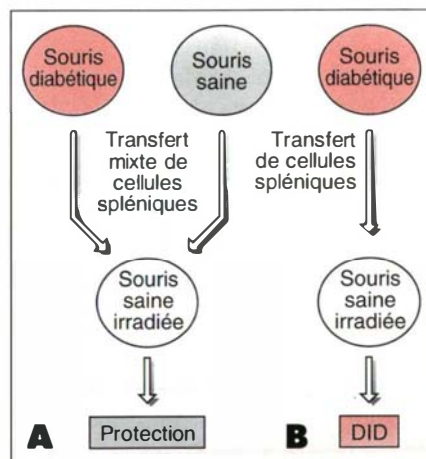 Souris
diabétique
Souris
saine
Souris
diabétique
Transfert
mixte de
cellules
spléniques
Transfert
de cellules
spléniques
Souris
saine
irradiée
Souris
saine
irradiée
A
Protection
B
DID